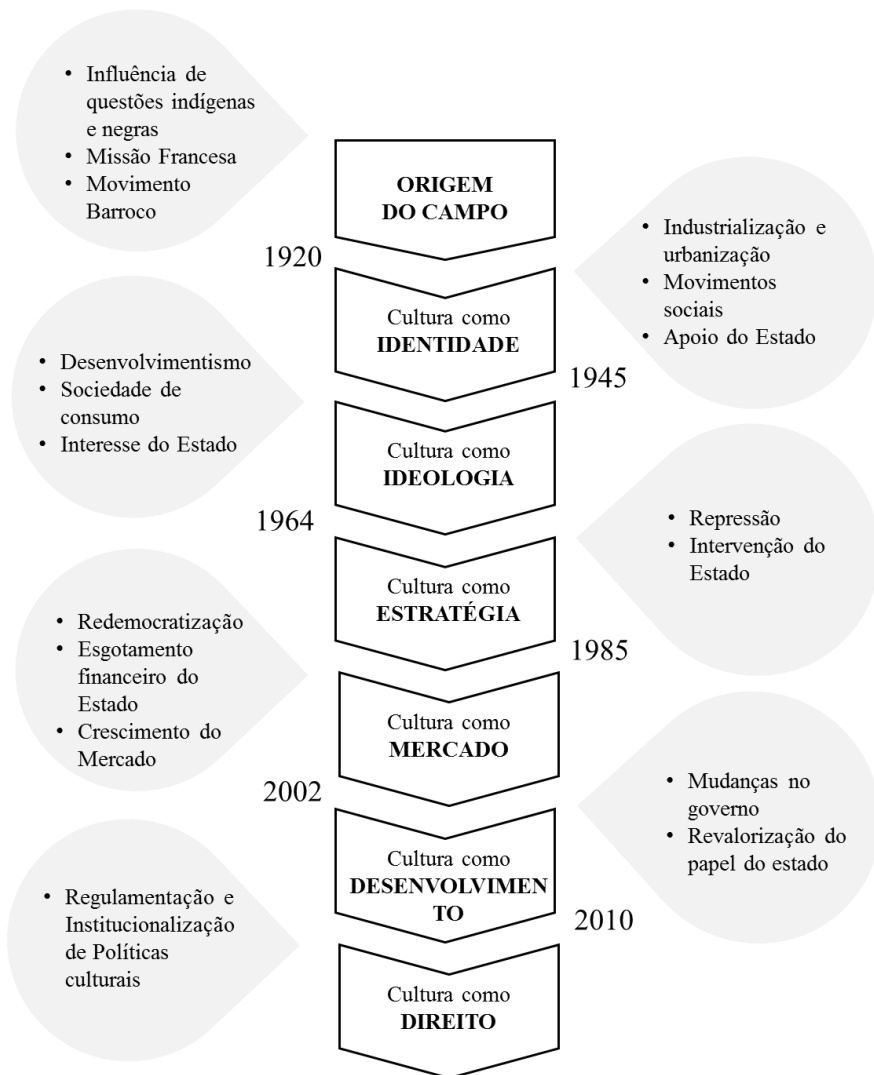 • Influência de
questões indígenas
e negras
• Missão Francesa
• Movimento
Barroco
ORIGEM
DO CAMPO
1920
• Industrialização e
urbanização
• Movimentos
sociais
• Apoio do Estado
Cultura como
IDENTIDADE
1945
• Desenvolvimentismo
• Sociedade de
consumo
• Interesse do Estado
Cultura como
IDEOLOGIA
1964
• Repressão
• Intervenção do
Estado
Cultura como
ESTRATÉGIA
1985
• Redemocratização
• Esgotamento
financeiro do
Estado
• Crescimento do
Mercado
Cultura como
MERCADO
2002
• Mudanças no
governo
• Revalorização do
papel do estado
Cultura como
DESENVOLVIMEN
TO
2010
• Regulamentação e
Institucionalização
de Políticas
culturais
Cultura como
DIREITO